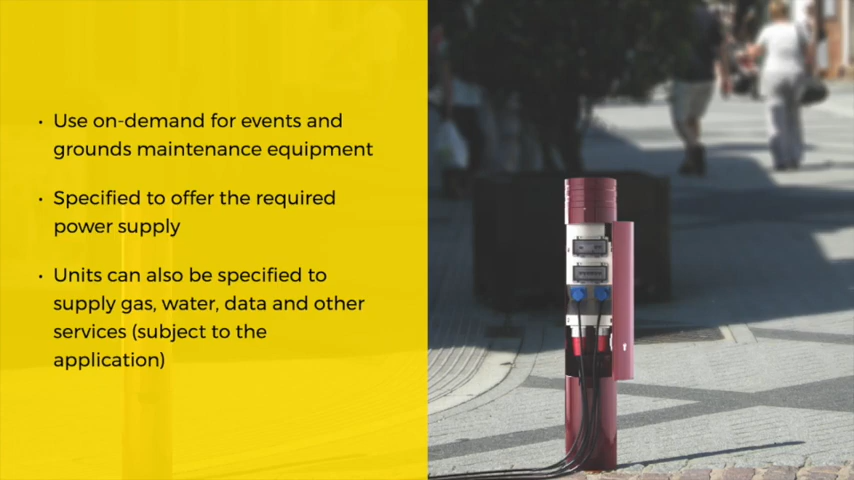 • Use on-demand for events and
grounds maintenance equipment
• Specified to offer the required
power supply
• Units can also be specified to
supply gas, water, data and other
services (subject to the
application)